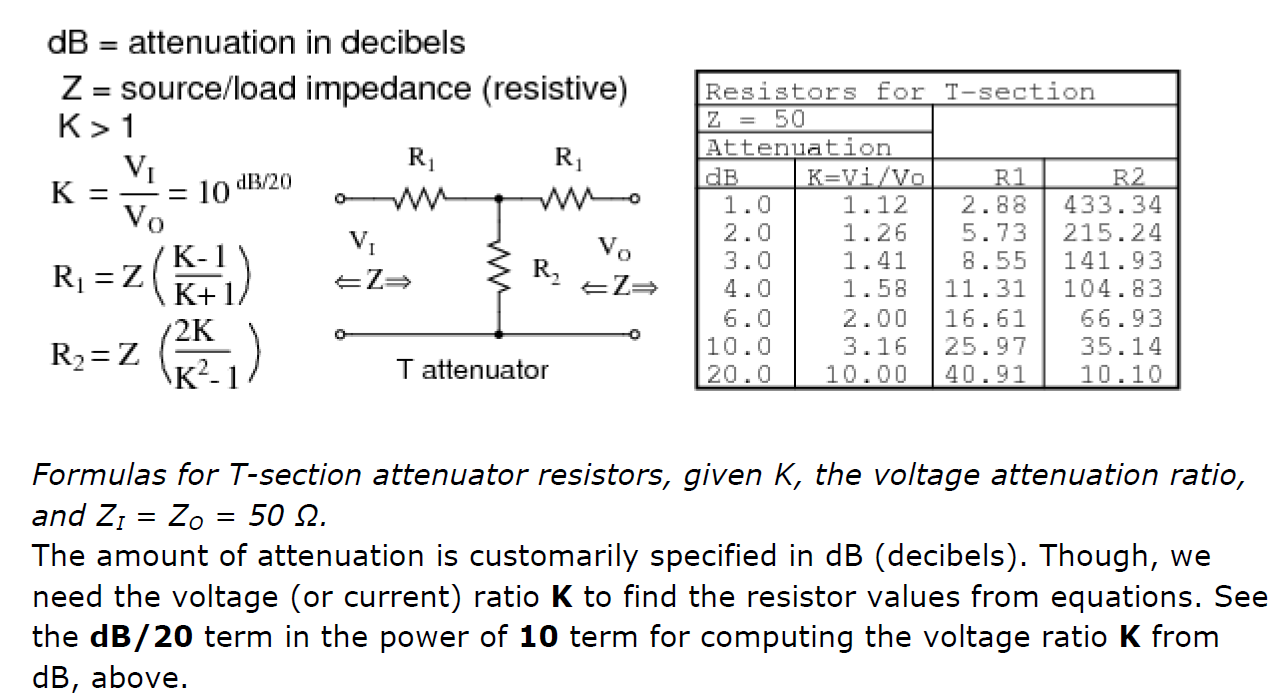 dB = attenuation in decibels
Z = source/load impedance (resistive)
K > 1
K = V_I/V_O = 10^dB/20
R₁ = Z (K-1/K+1)
R₂ = Z (2K/K²-1)
R₁ R₁
V_I
⇐Z⇒
R₂
V_O
⇐Z⇒
T attenuator
Resistors for T-section
Z = 50
Attenuation
dB K=Vi/Vo R1 R2
1.0 1.12 2.88 433.34
2.0 1.26 5.73 215.24
3.0 1.41 8.55 141.93
4.0 1.58 11.31 104.83
6.0 2.00 16.61 66.93
10.0 3.16 25.97 35.14
20.0 10.00 40.91 10.10
Formulas for T-section attenuator resistors, given K, the voltage attenuation ratio,
and Z_I = Z_O = 50 Ω.
The amount of attenuation is customarily specified in dB (decibels). Though, we
need the voltage (or current) ratio K to find the resistor values from equations. See
the dB/20 term in the power of 10 term for computing the voltage ratio K from
dB, above.